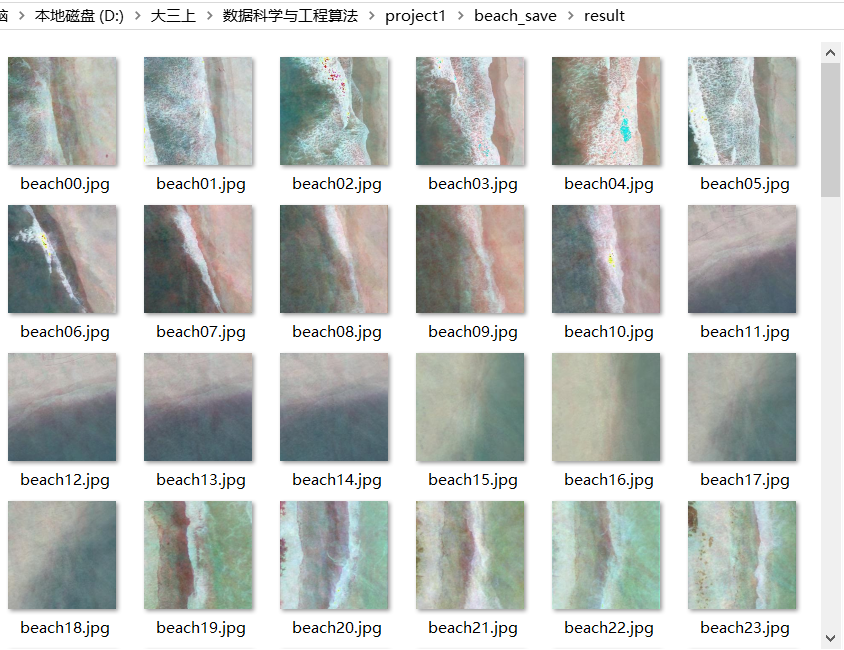 脑 > 本地磁盘 (D:) > 大三上 > 数据科学与工程算法 > project1 > beach_save > result
beach00.jpg beach01.jpg beach02.jpg beach03.jpg beach04.jpg beach05.jpg
beach06.jpg beach07.jpg beach08.jpg beach09.jpg beach10.jpg beach11.jpg
beach12.jpg beach13.jpg beach14.jpg beach15.jpg beach16.jpg beach17.jpg
beach18.jpg beach19.jpg beach20.jpg beach21.jpg beach22.jpg beach23.jpg